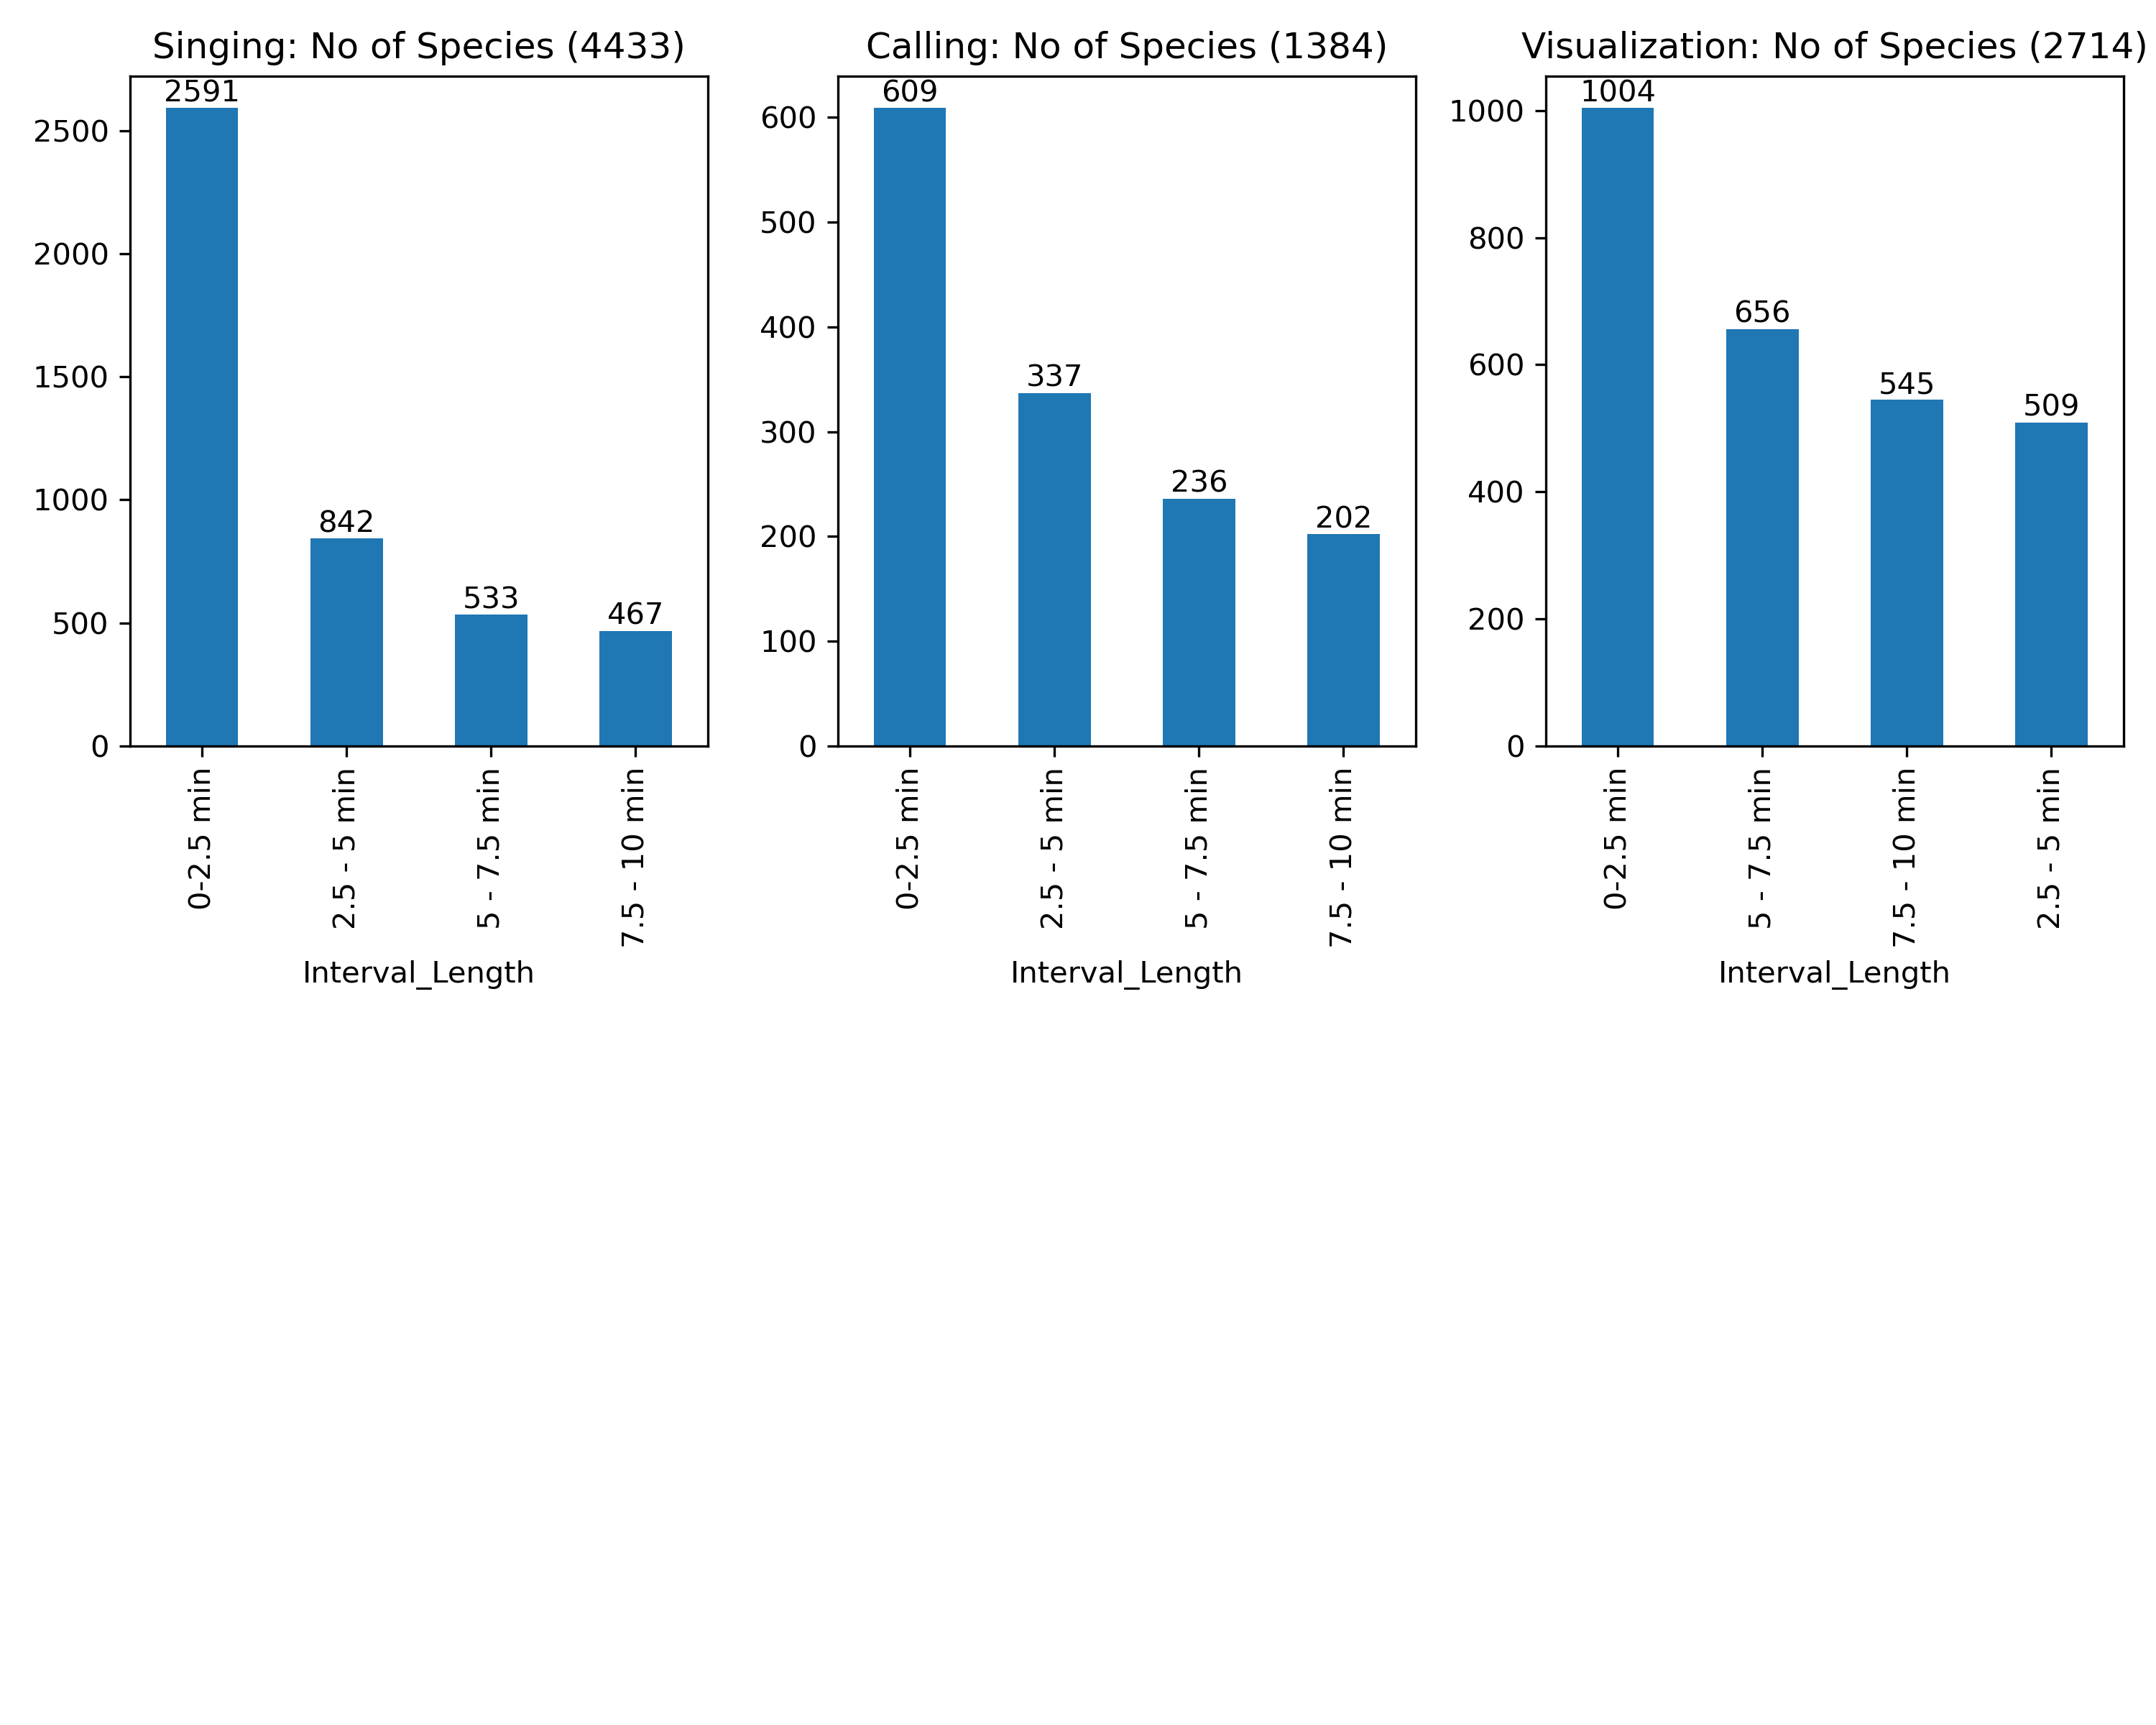 Singing: No of Species (4433)
2591
842
533
467
2500
2000
1500
1000
500
0
0-2.5 min
2.5 - 5 min
5 - 7.5 min
7.5 - 10 min
Interval_Length
Calling: No of Species (1384)
609
337
236
202
600
500
400
300
200
100
0
0-2.5 min
2.5 - 5 min
5 - 7.5 min
7.5 - 10 min
Interval_Length
Visualization: No of Species (2714)
1004
656
545
509
1000
800
600
400
200
0
0-2.5 min
5 - 7.5 min
7.5 - 10 min
2.5 - 5 min
Interval_Length